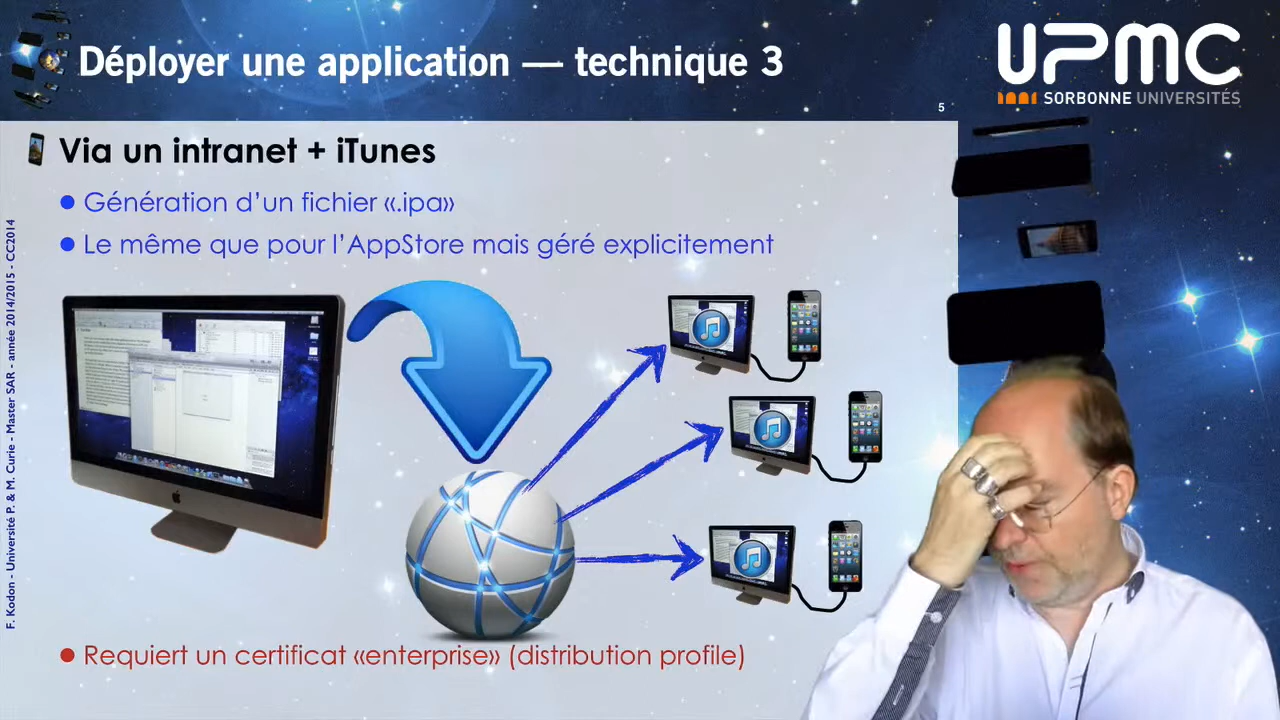 Déployer une application — technique 3
UPMC
SORBONNE UNIVERSITÉS
5
Via un intranet + iTunes
Génération d'un fichier «.ipa»
Le même que pour l'AppStore mais géré explicitement
Requiert un certificat «enterprise» (distribution profile)
F. Kodon - Université P. & M. Curie - Master SAR - année 2014/2015 - CC2014